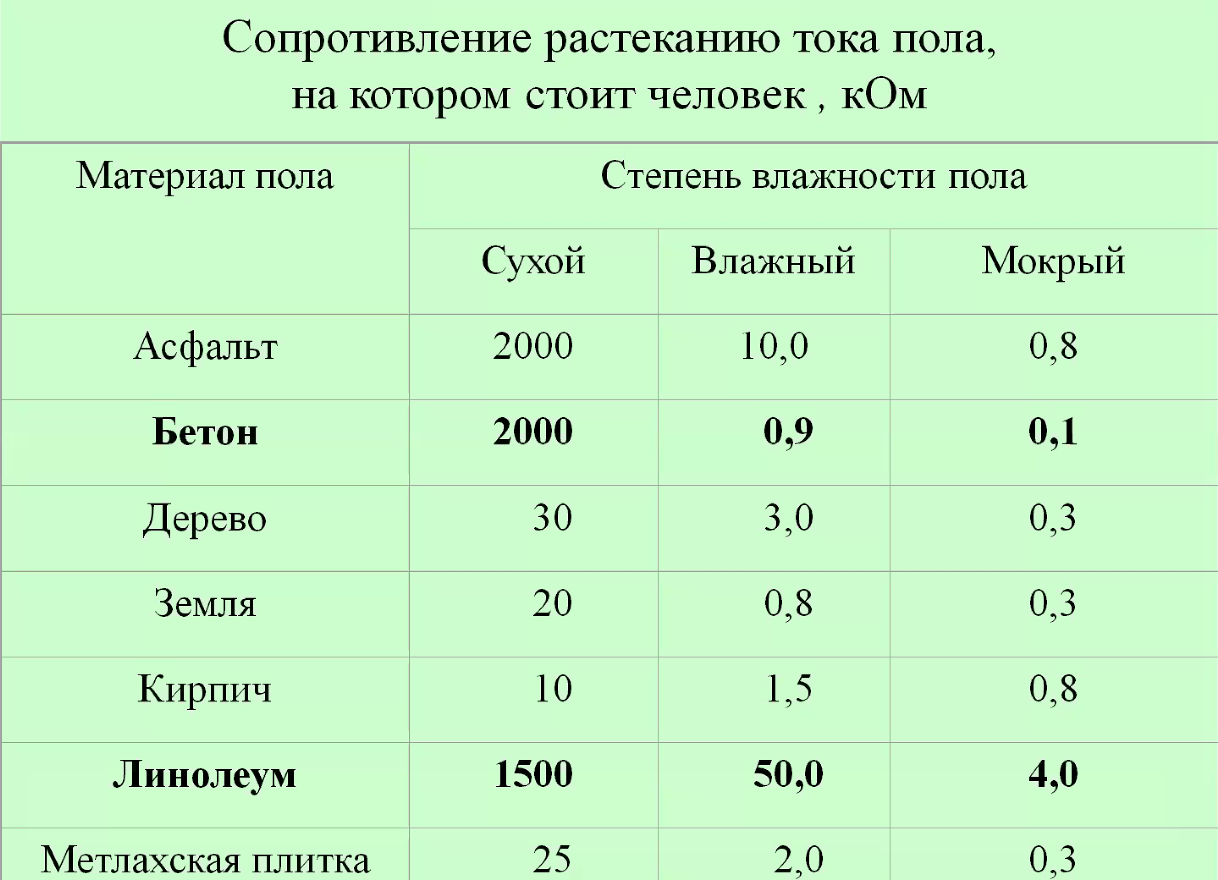 Сопротивление растеканию тока пола,
на котором стоит человек , кОм
Материал пола Степень влажности пола
Сухой Влажный Мокрый
Асфальт 2000 10,0 0,8
Бетон 2000 0,9 0,1
Дерево 30 3,0 0,3
Земля 20 0,8 0,3
Кирпич 10 1,5 0,8
Линолеум 1500 50,0 4,0
Метлахская плитка 25 2,0 0,3